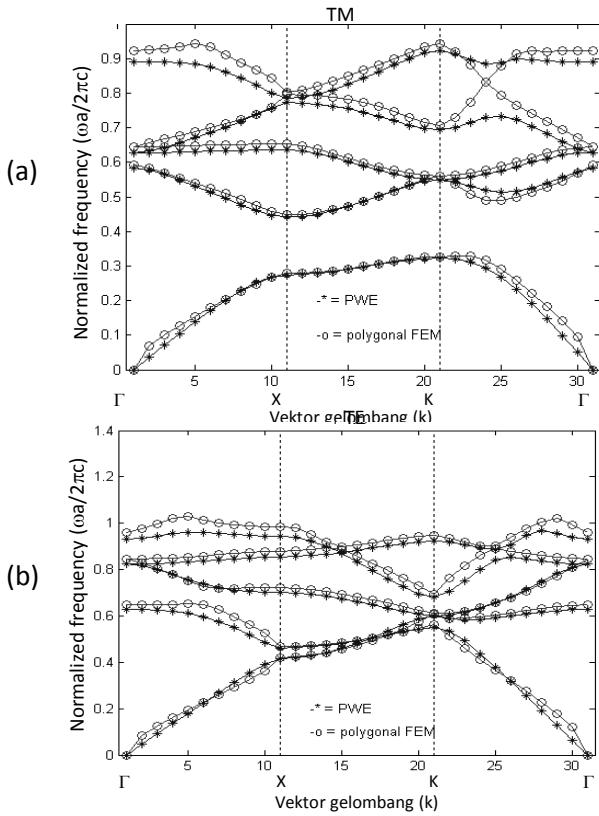 TM
(a)
Normalized frequency (ωa/2πc)
0.9
0.8
0.7
0.6
0.5
0.4
0.3
0.2
0.1
0
-* = PWE
-o = polygonal FEM
5 10 15 20 25 30
Γ X K Γ
Vektor gelombang (k)
TE
(b)
Normalized frequency (ωa/2πc)
1.4
1.2
1
0.8
0.6
0.4
0.2
0
-* = PWE
-o = polygonal FEM
5 10 15 20 25 30
Γ X K Γ
Vektor gelombang (k)